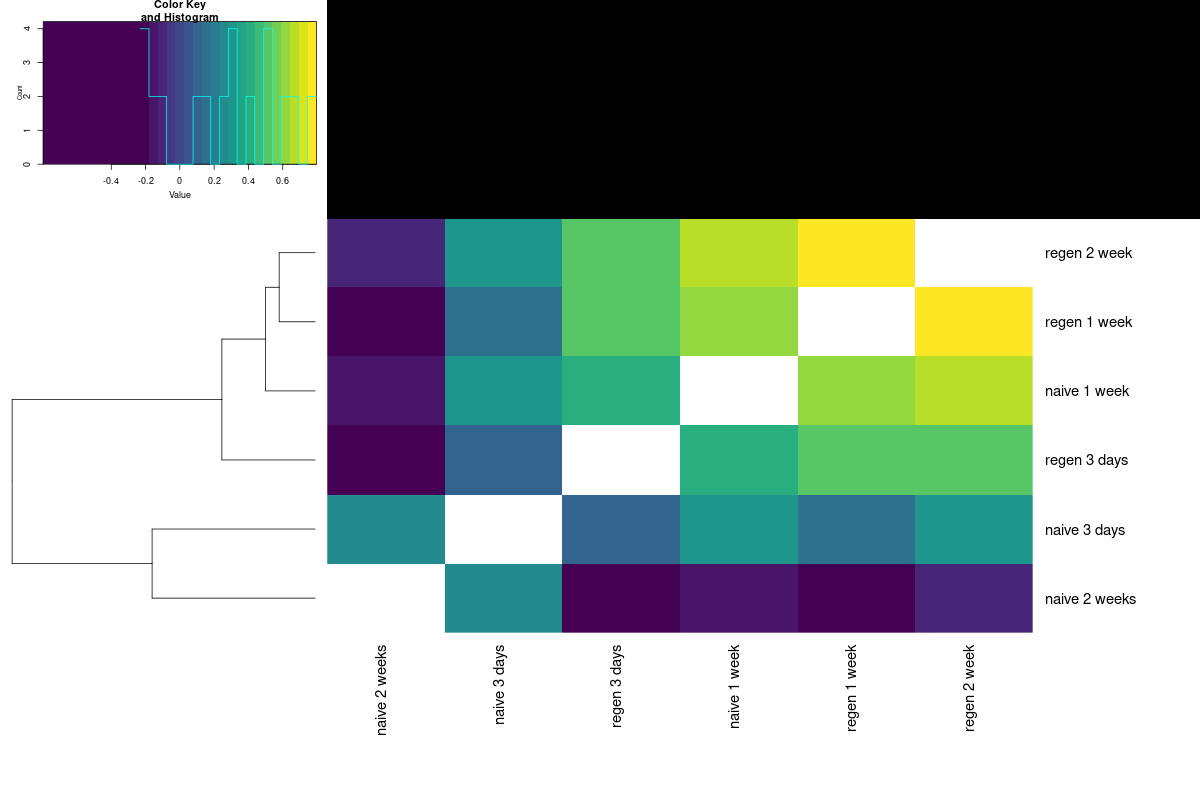 Color Key
and Histogram
Count
0 1 2 3 4
-0.4 -0.2 0 0.2 0.4 0.6
Value
regen 2 week
regen 1 week
naive 1 week
regen 3 days
naive 3 days
naive 2 weeks
naive 2 weeks
naive 3 days
regen 3 days
naive 1 week
regen 1 week
regen 2 week